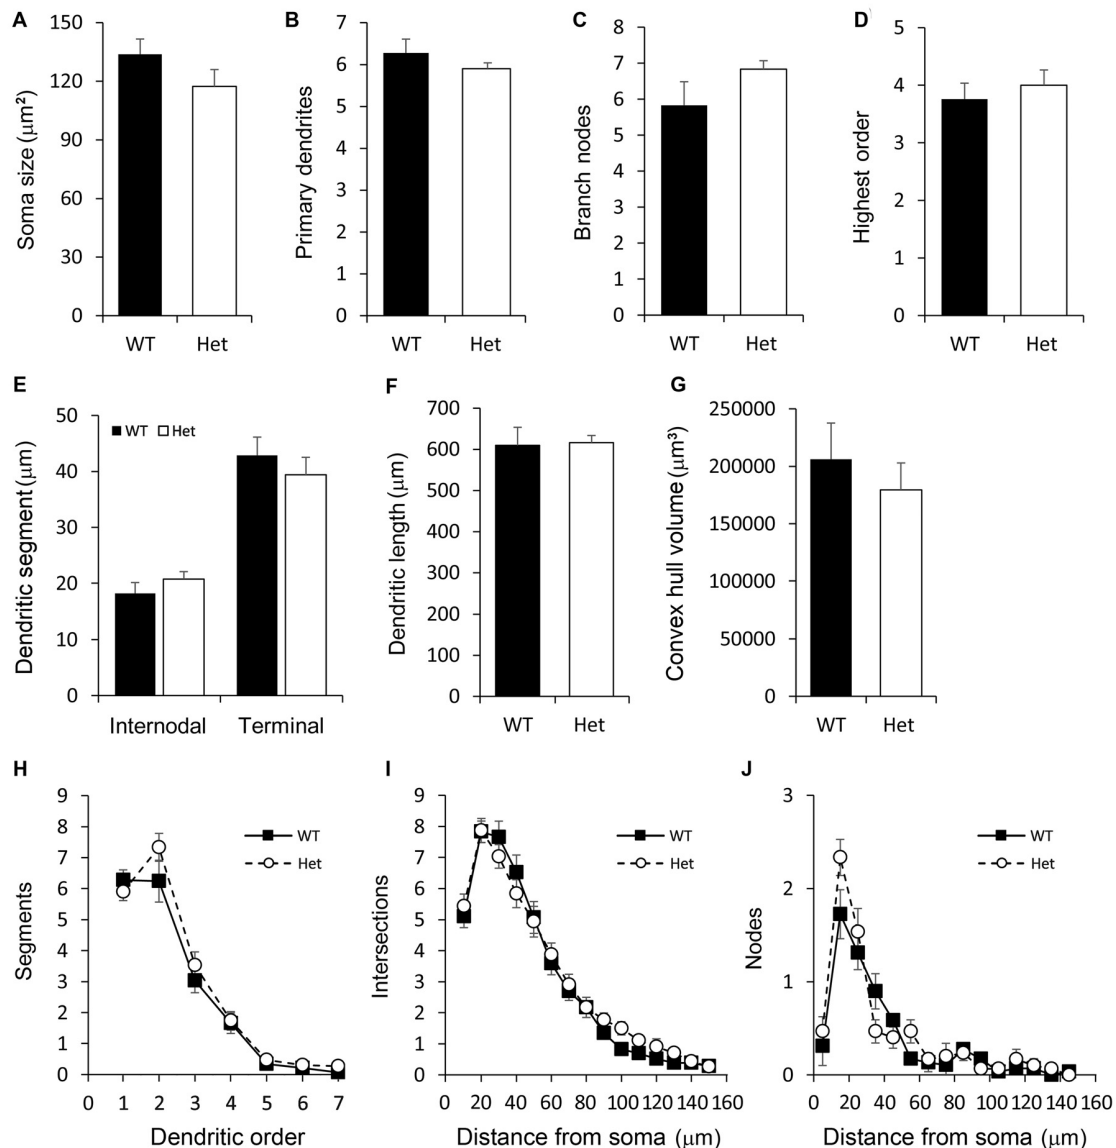 A
Soma size (μm²)
150
120
90
60
30
0
WT Het
B
Primary dendrites
7
6
5
4
3
2
1
0
WT Het
C
Branch nodes
8
7
6
5
4
3
2
1
0
WT Het
D
Highest order
5
4
3
2
1
0
WT Het
E
Dendritic segment (μm)
50
40
30
20
10
0
WT Het
Internodal Terminal
F
Dendritic length (μm)
700
600
500
400
300
200
100
0
WT Het
G
Convex hull volume (μm³)
250000
200000
150000
100000
50000
0
WT Het
H
Segments
9
8
7
6
5
4
3
2
1
0
WT
Het
0 1 2 3 4 5 6 7
Dendritic order
I
Intersections
9
8
7
6
5
4
3
2
1
0
WT
Het
0 20 40 60 80 100 120 140 160
Distance from soma (μm)
J
Nodes
3
2
1
0
WT
Het
0 20 40 60 80 100 120 140 160
Distance from soma (μm)